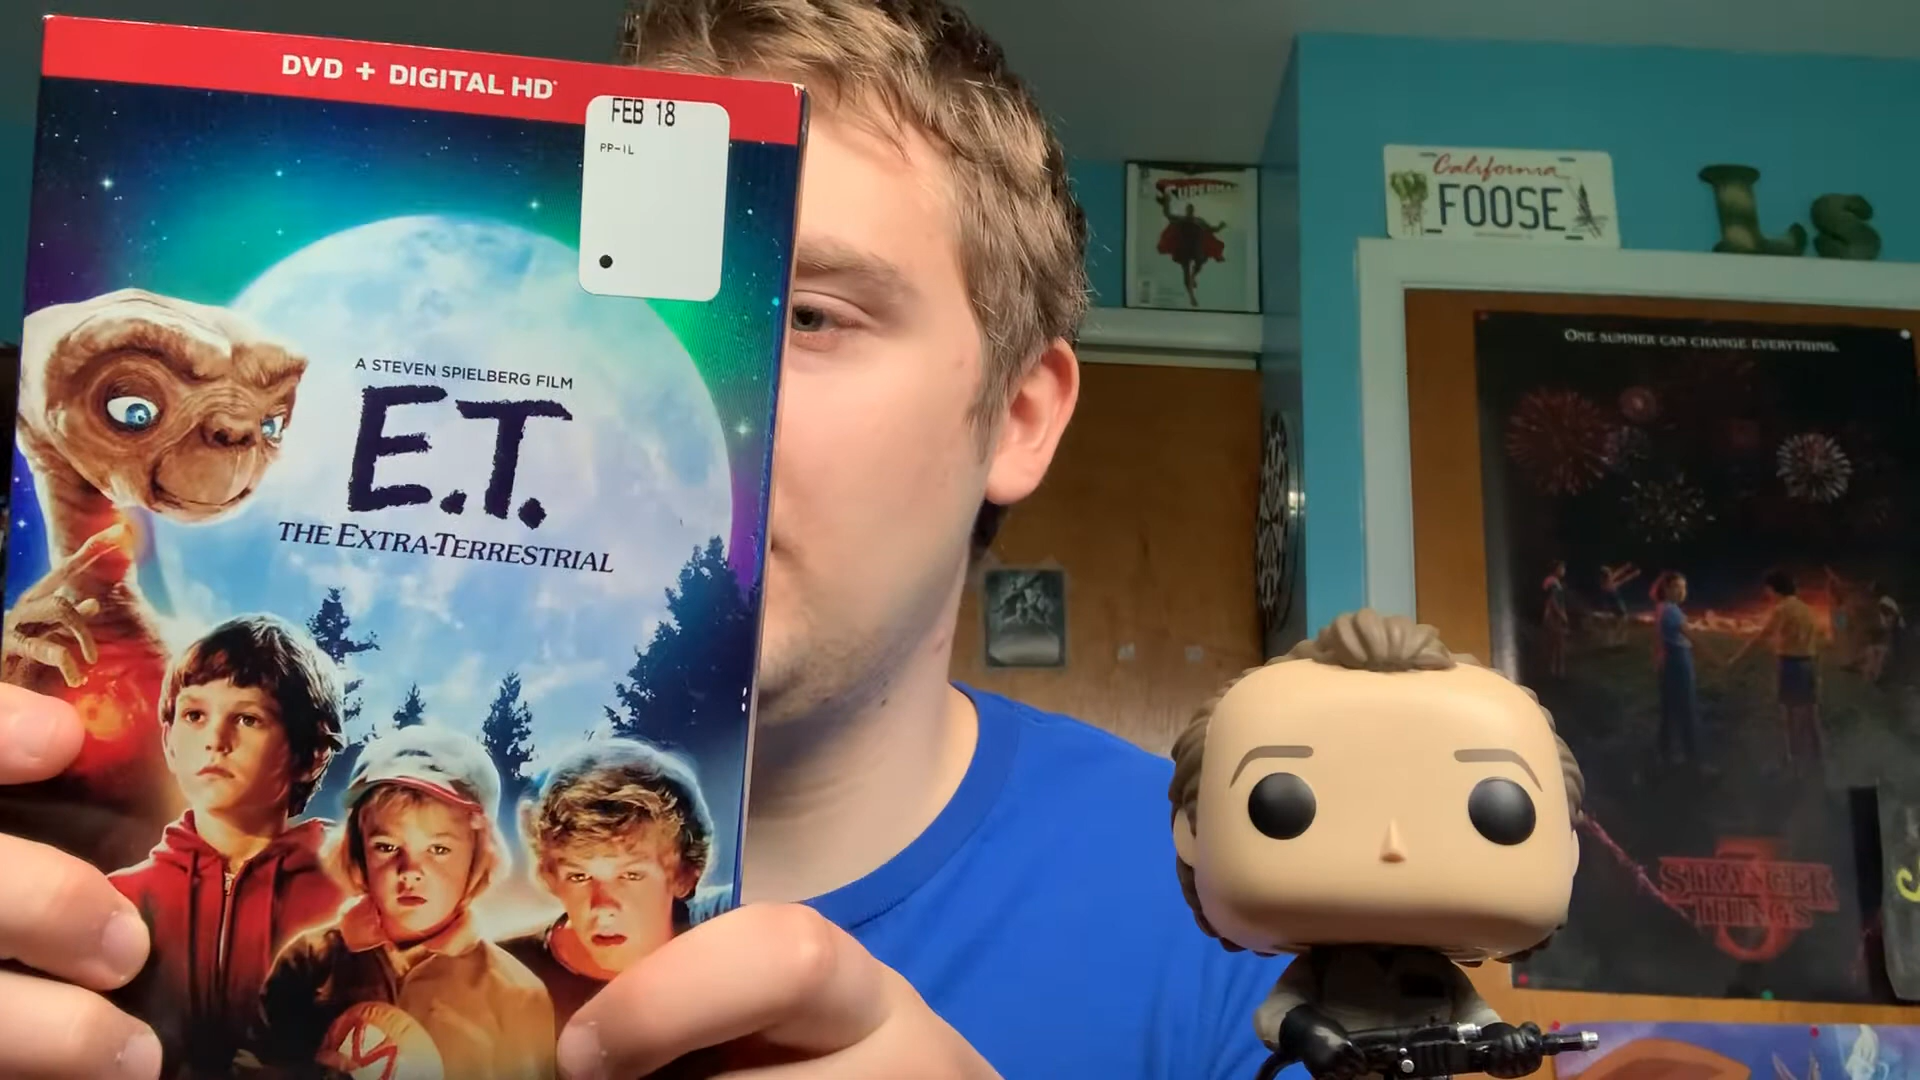 DVD + DIGITAL HD
FEB 18
PP-IL
A STEVEN SPIELBERG FILM
E.T.
THE EXTRA-TERRESTRIAL
SUPERMAN
California
FOOSE
LS
ONE SUMMER CAN CHANGE EVERYTHING.
STRANGER
THINGS
3